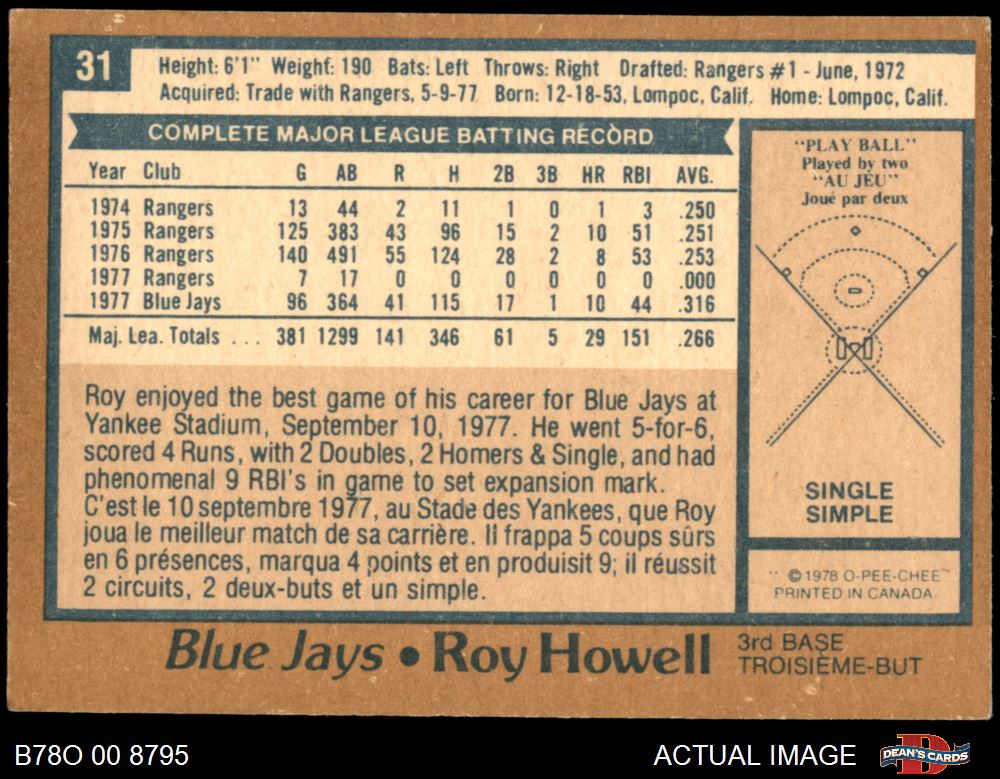 31
Height: 6'1" Weight: 190 Bats: Left Throws: Right Drafted: Rangers #1 - June, 1972
Acquired: Trade with Rangers, 5-9-77 Born: 12-18-53, Lompoc, Calif. Home: Lompoc, Calif.
COMPLETE MAJOR LEAGUE BATTING RECORD
Year Club G AB R H 2B 3B HR RBI AVG.
1974 Rangers 13 44 2 11 1 0 1 3 .250
1975 Rangers 125 383 43 96 15 2 10 51 .251
1976 Rangers 140 491 55 124 28 2 8 53 .253
1977 Rangers 7 17 0 0 0 0 0 0 .000
1977 Blue Jays 96 364 41 115 17 1 10 44 .316
Maj. Lea. Totals . . . 381 1299 141 346 61 5 29 151 .266
Roy enjoyed the best game of his career for Blue Jays at
Yankee Stadium, September 10, 1977. He went 5-for-6,
scored 4 Runs, with 2 Doubles, 2 Homers & Single, and had
phenomenal 9 RBI's in game to set expansion mark.
C'est le 10 septembre 1977, au Stade des Yankees, que Roy
joua le meilleur match de sa carrière. Il frappa 5 coups sûrs
en 6 présences, marqua 4 points et en produisit 9; il réussit
2 circuits, 2 deux-buts et un simple.
"PLAY BALL"
Played by two
"AU JEU"
Joué par deux
SINGLE
SIMPLE
©1978 O-PEE-CHEE
PRINTED IN CANADA
Blue Jays • Roy Howell
3rd BASE
TROISIÈME-BUT
B78O 00 8795
ACTUAL IMAGE
DEAN'S CARDS